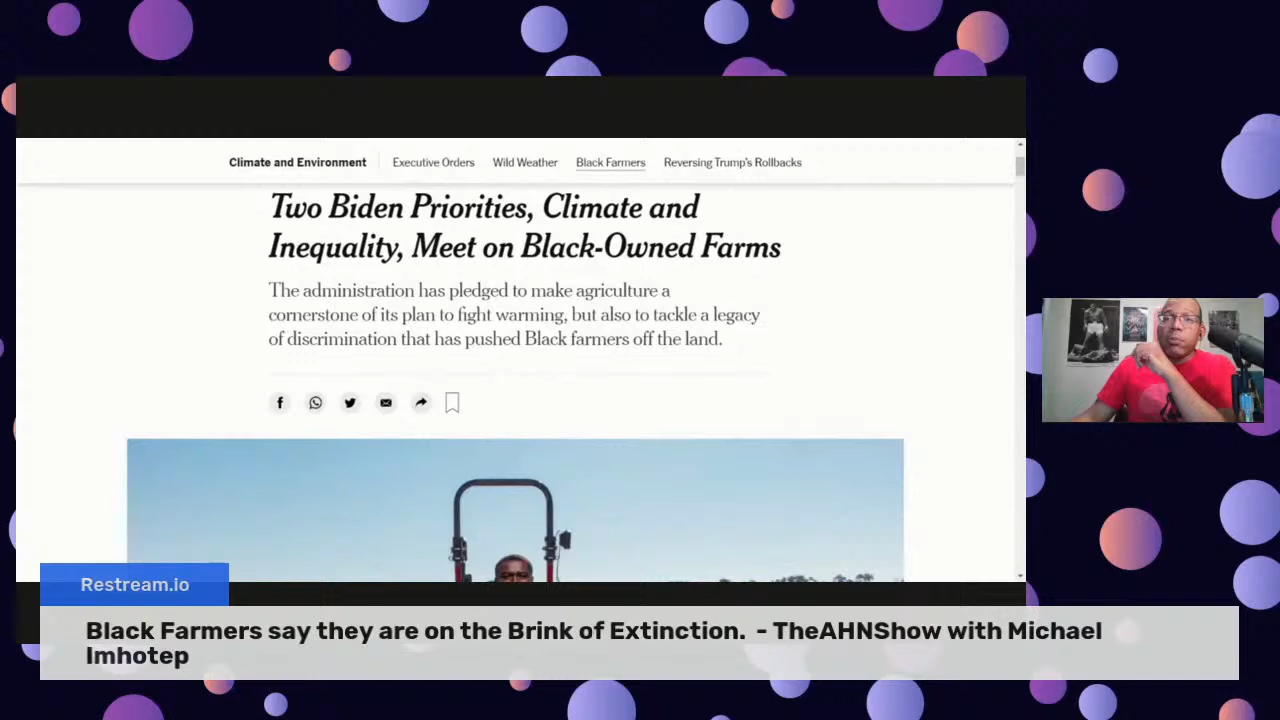 Climate and Environment Executive Orders Wild Weather Black Farmers Reversing Trump's Rollbacks
Two Biden Priorities, Climate and
Inequality, Meet on Black-Owned Farms
The administration has pledged to make agriculture a
cornerstone of its plan to fight warming, but also to tackle a legacy
of discrimination that has pushed Black farmers off the land.
Restream.io
Black Farmers say they are on the Brink of Extinction. - TheAHNShow with Michael
Imhotep